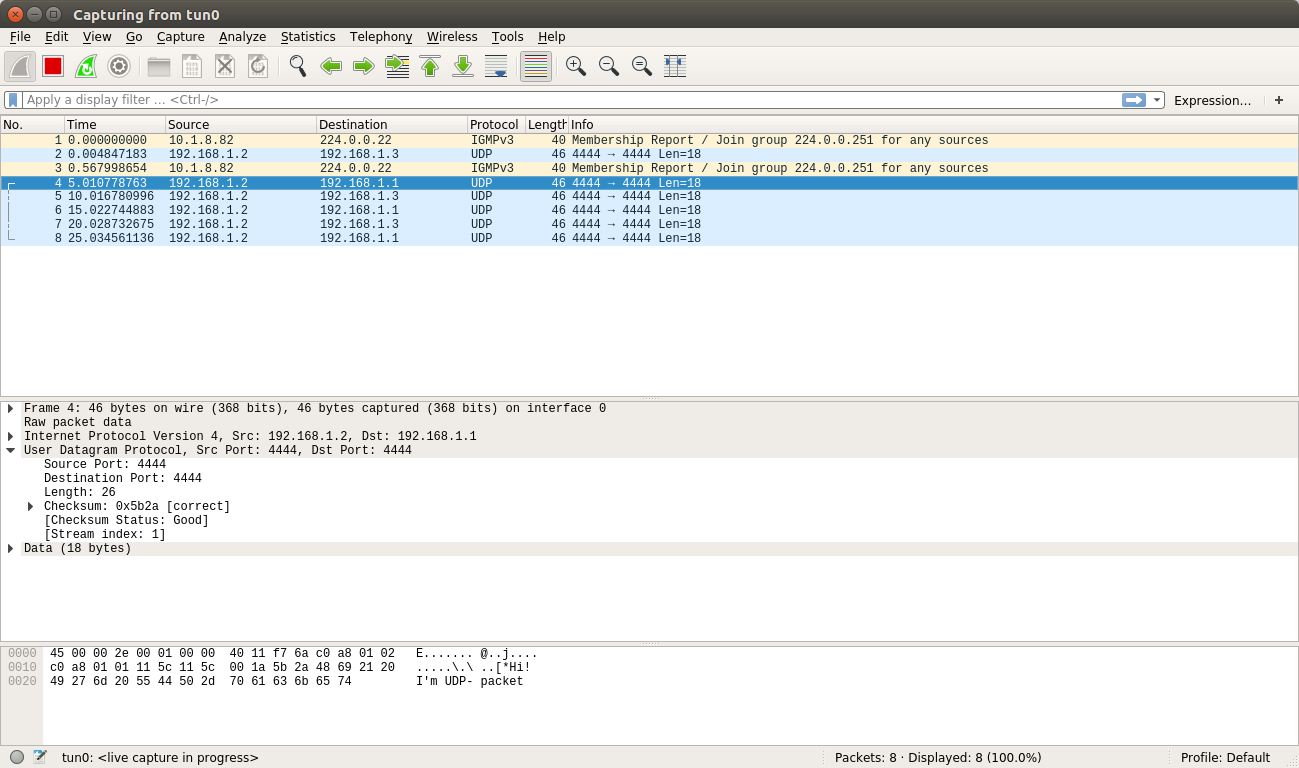 Capturing from tun0
File Edit View Go Capture Analyze Statistics Telephony Wireless Tools Help
Apply a display filter ... <Ctrl-/> Expression... +
No. Time Source Destination Protocol Length Info
1 0.000000000 10.1.8.82 224.0.0.22 IGMPv3 40 Membership Report / Join group 224.0.0.251 for any sources
2 0.004847183 192.168.1.2 192.168.1.3 UDP 46 4444 → 4444 Len=18
3 0.567998654 10.1.8.82 224.0.0.22 IGMPv3 40 Membership Report / Join group 224.0.0.251 for any sources
4 5.010778763 192.168.1.2 192.168.1.1 UDP 46 4444 → 4444 Len=18
5 10.016780996 192.168.1.2 192.168.1.3 UDP 46 4444 → 4444 Len=18
6 15.022744883 192.168.1.2 192.168.1.1 UDP 46 4444 → 4444 Len=18
7 20.028732675 192.168.1.2 192.168.1.3 UDP 46 4444 → 4444 Len=18
8 25.034561136 192.168.1.2 192.168.1.1 UDP 46 4444 → 4444 Len=18
Frame 4: 46 bytes on wire (368 bits), 46 bytes captured (368 bits) on interface 0
Raw packet data
Internet Protocol Version 4, Src: 192.168.1.2, Dst: 192.168.1.1
User Datagram Protocol, Src Port: 4444, Dst Port: 4444
Source Port: 4444
Destination Port: 4444
Length: 26
Checksum: 0x5b2a [correct]
[Checksum Status: Good]
[Stream index: 1]
Data (18 bytes)
0000 45 00 00 2e 00 01 00 00 40 11 f7 6a c0 a8 01 02 E....... @..j....
0010 c0 a8 01 01 11 5c 11 5c 00 1a 5b 2a 48 69 21 20 .....\.\ ..[*Hi!
0020 49 27 6d 20 55 44 50 2d 70 61 63 6b 65 74 I'm UDP- packet
tun0: <live capture in progress> Packets: 8 · Displayed: 8 (100.0%) Profile: Default